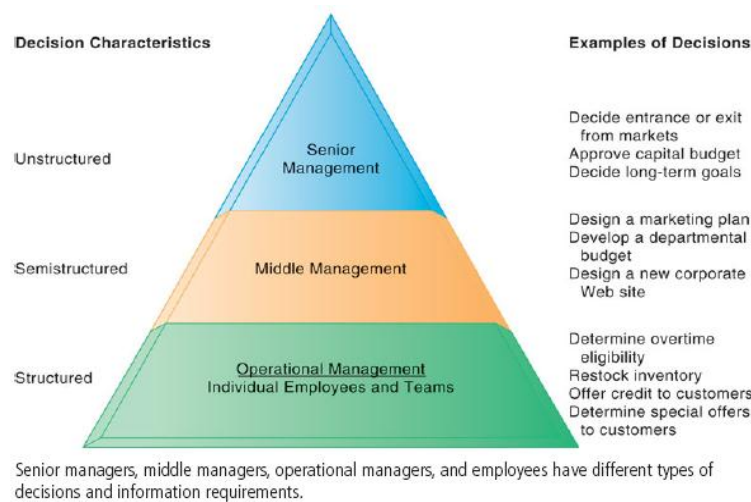 Decision Characteristics
Examples of Decisions
Unstructured
Senior
Management
Decide entrance or exit
from markets
Approve capital budget
Decide long-term goals
Semistructured
Middle Management
Design a marketing plan
Develop a departmental
budget
Design a new corporate
Web site
Structured
Operational Management
Individual Employees and Teams
Determine overtime
eligibility
Restock inventory
Offer credit to customers
Determine special offers
to customers
Senior managers, middle managers, operational managers, and employees have different types of
decisions and information requirements.